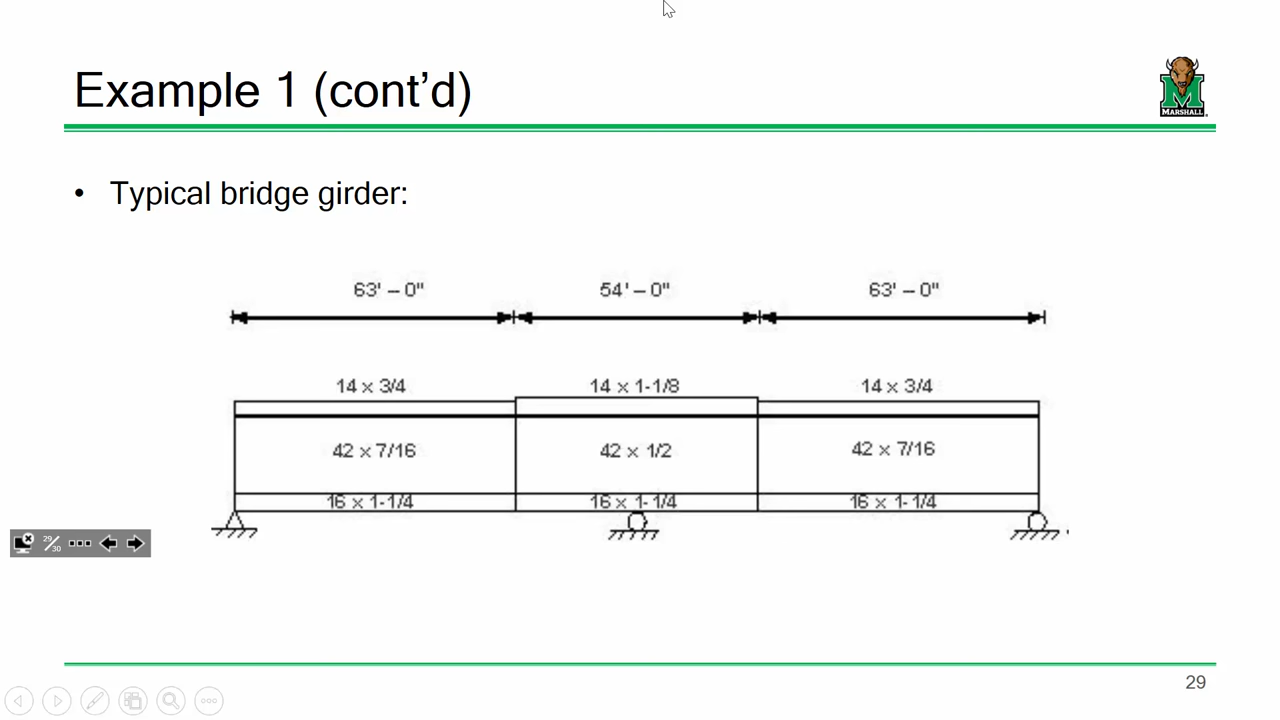 Example 1 (cont’d)
MARSHALL
• Typical bridge girder:
63' – 0" 54' – 0" 63' – 0"
14 x 3/4 14 x 1-1/8 14 x 3/4
42 x 7/16 42 x 1/2 42 x 7/16
16 x 1-1/4 16 x 1-1/4 16 x 1-1/4
29/30
29